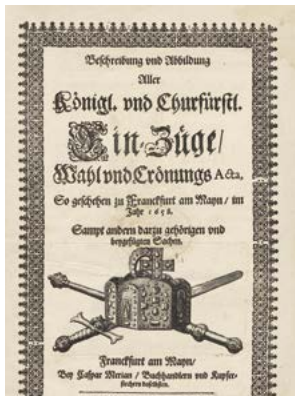 Beschreibung vnd Abbildung
Aller
Königl. vnd Churfürstl.
Ein-Züge/
Wahl vnd Crönungs Acta,
So geschehen zu Franckfurt am Mayn/ im
Jahr 1658.
Sampt andern darzu gehörigen vnd
beygefügten Sachen.
Franckfurt am Mayn/
Bey Caspar Merian/ Buchhandlern vnd Kupffer-
stechern daselbsten.